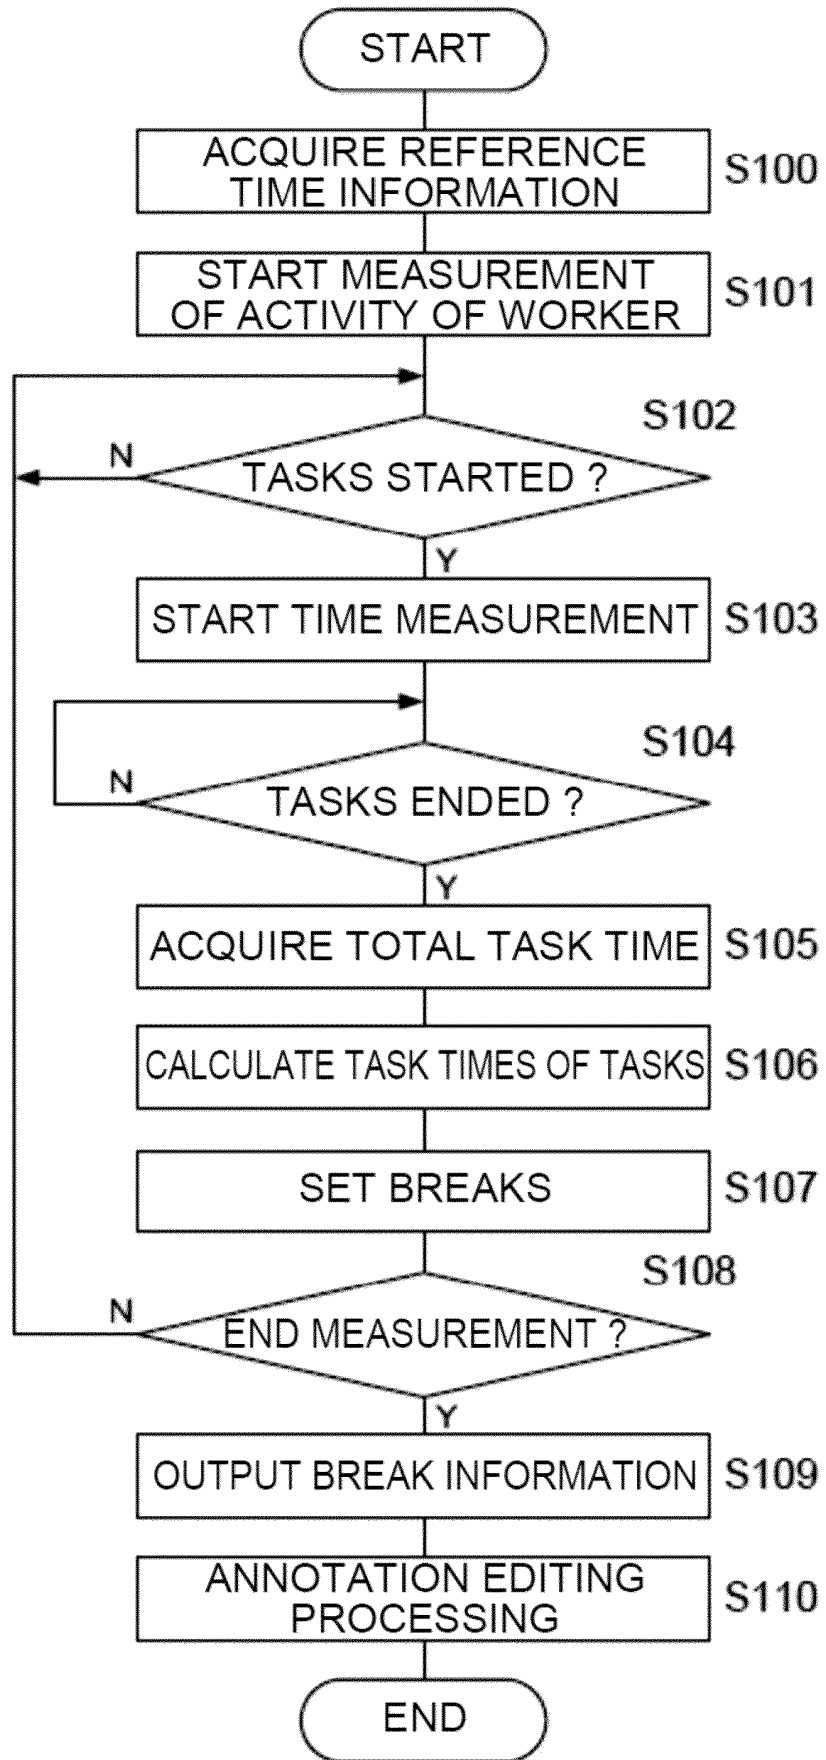 START
ACQUIRE REFERENCE
TIME INFORMATION
S100
START MEASUREMENT
OF ACTIVITY OF WORKER
S101
S102
N
TASKS STARTED ?
Y
START TIME MEASUREMENT
S103
S104
N
TASKS ENDED ?
Y
ACQUIRE TOTAL TASK TIME
S105
CALCULATE TASK TIMES OF TASKS
S106
SET BREAKS
S107
S108
N
END MEASUREMENT ?
Y
OUTPUT BREAK INFORMATION
S109
ANNOTATION EDITING
PROCESSING
S110
END